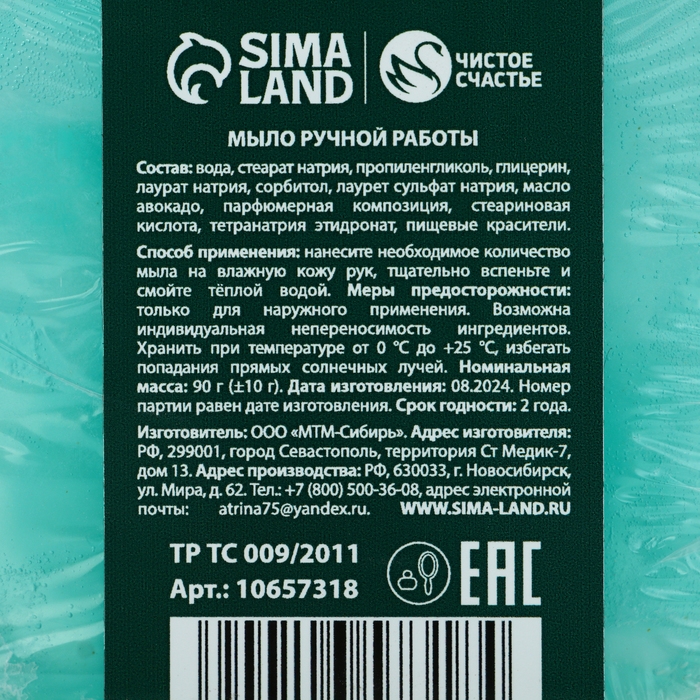 SIMA
LAND
ЧИСТОЕ
СЧАСТЬЕ
МЫЛО РУЧНОЙ РАБОТЫ
Состав: вода, стеарат натрия, пропиленгликоль, глицерин,
лаурат натрия, сорбитол, лаурет сульфат натрия, масло
авокадо, парфюмерная композиция, стеариновая
кислота, тетранатрия этидронат, пищевые красители.
Способ применения: нанесите необходимое количество
мыла на влажную кожу рук, тщательно вспеньте и
смойте тёплой водой. Меры предосторожности:
только для наружного применения. Возможна
индивидуальная непереносимость ингредиентов.
Хранить при температуре от 0 °C до +25 °C, избегать
попадания прямых солнечных лучей. Номинальная
масса: 90 г (±10 г). Дата изготовления: 08.2024. Номер
партии равен дате изготовления. Срок годности: 2 года.
Изготовитель: ООО «МТМ-Сибирь». Адрес изготовителя:
РФ, 299001, город Севастополь, территория Ст Медик-7,
дом 13. Адрес производства: РФ, 630033, г. Новосибирск,
ул. Мира, д. 62. Тел.: +7 (800) 500-36-08, адрес электронной
почты: atrina75@yandex.ru. WWW.SIMA-LAND.RU
ТР ТС 009/2011
Арт.: 10657318
EAC